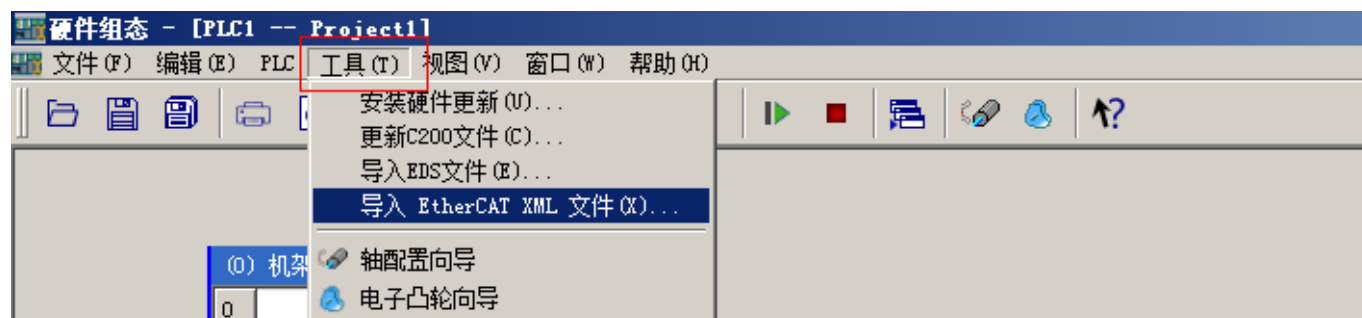 硬件组态 - [PLC1 -- Project1]
文件(F) 编辑(E) PLC 工具(T) 视图(V) 窗口(W) 帮助(H)
安装硬件更新(U)...
更新C200文件(C)...
导入EDS文件(E)...
导入 EtherCAT XML 文件(X)...
(0) 机架
轴配置向导
0
电子凸轮向导